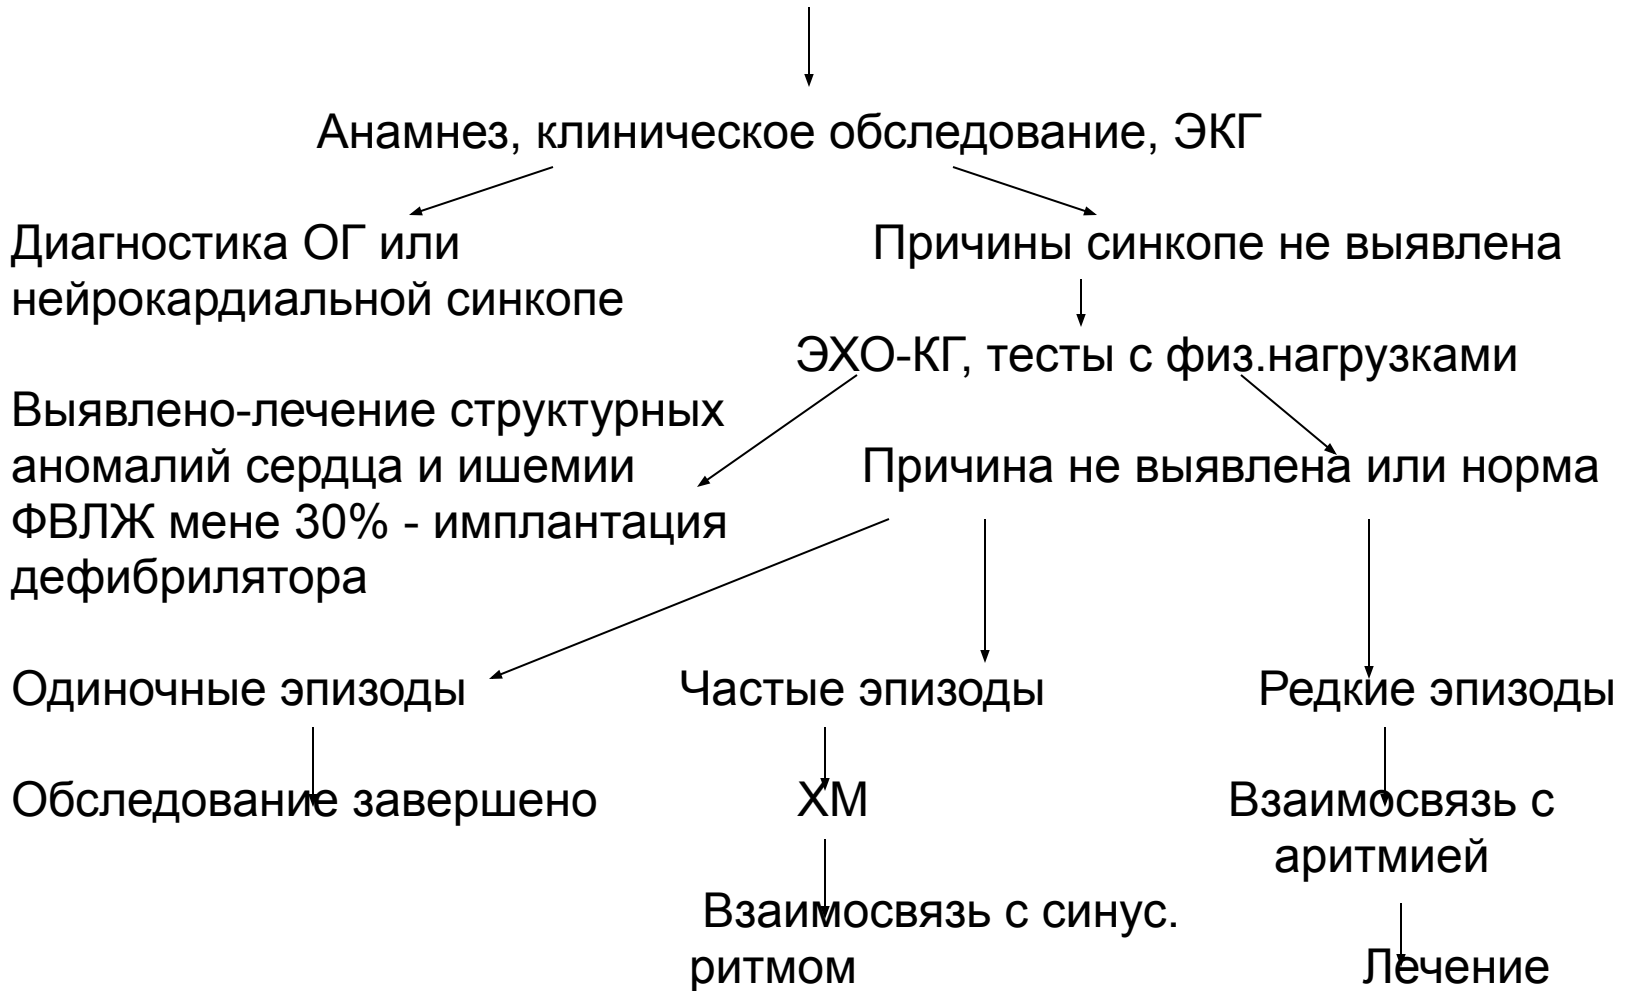 Анамнез, клиническое обследование, ЭКГ
Диагностика ОГ или
нейрокардиальной синкопе
Причины синкопе не выявлена
ЭХО-КГ, тесты с физ.нагрузками
Выявлено-лечение структурных
аномалий сердца и ишемии
ФВЛЖ мене 30% - имплантация
дефибрилятора
Причина не выявлена или норма
Одиночные эпизоды
Частые эпизоды
Редкие эпизоды
Обследование завершено
ХМ
Взаимосвязь с
аритмией
Взаимосвязь с синус.
ритмом
Лечение